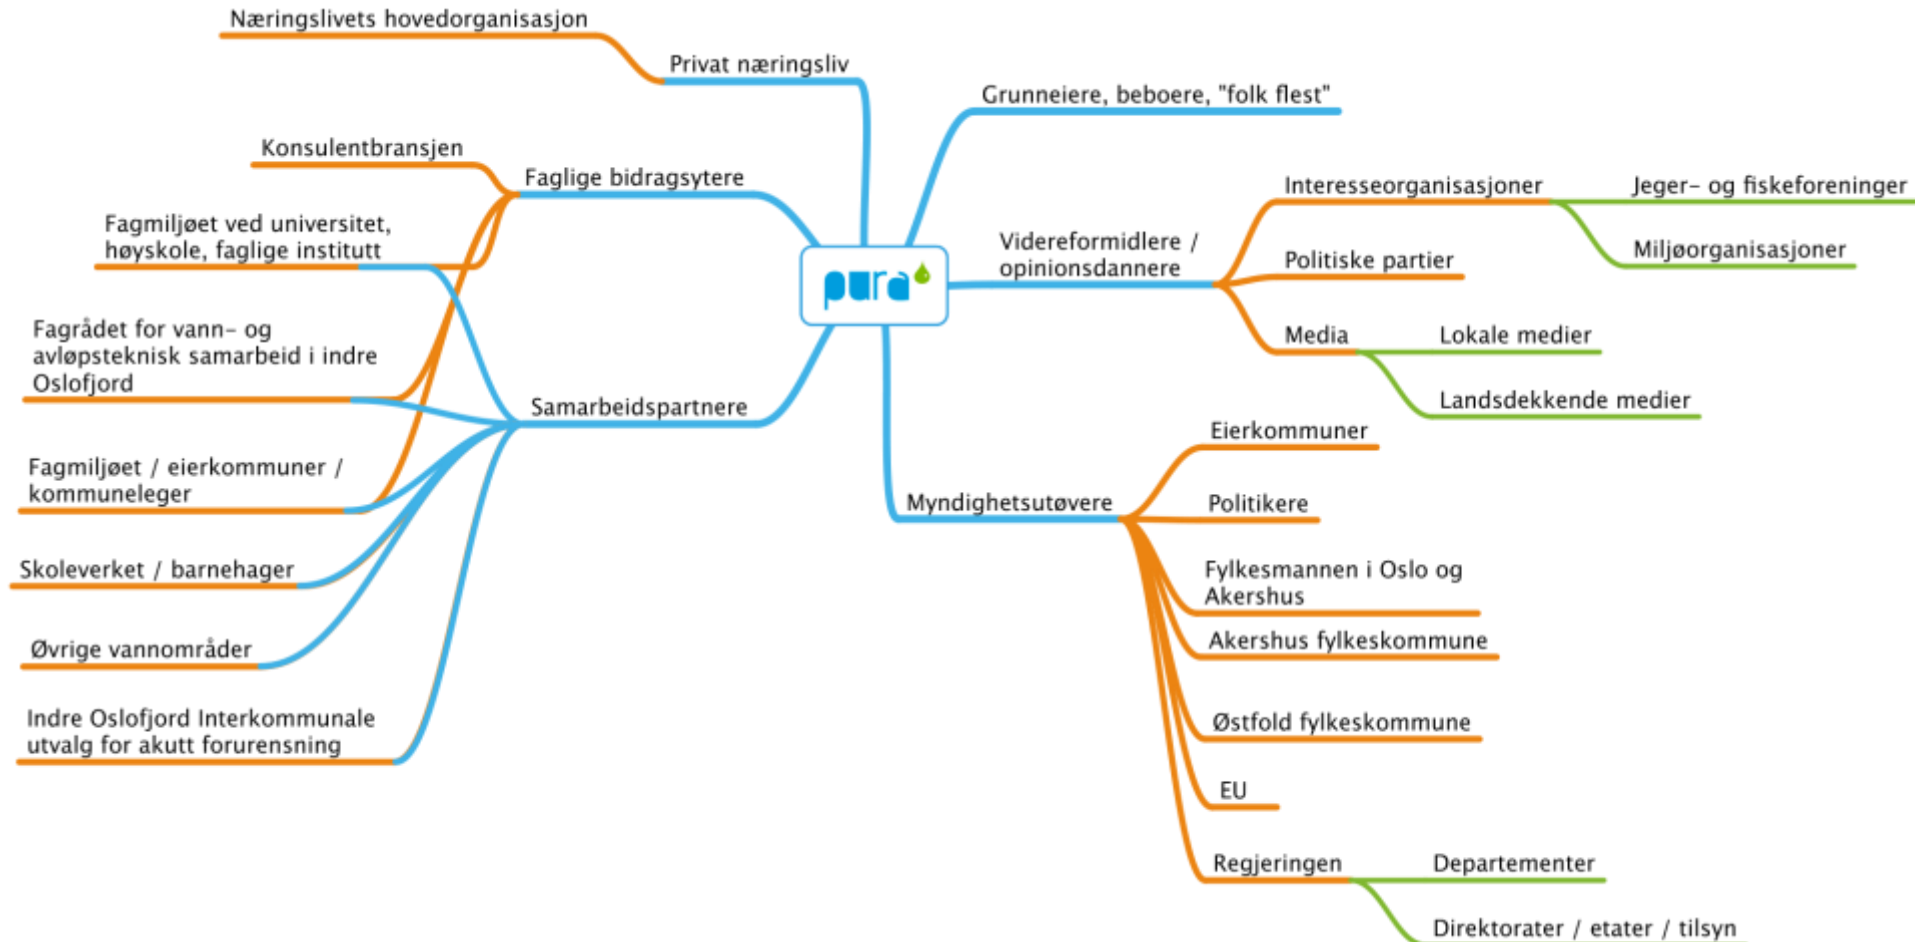 Næringslivets hovedorganisasjon
Privat næringsliv
Konsulentbransjen
Faglige bidragsytere
Fagmiljøet ved universitet,
høyskole, faglige institutt
Fagrådet for vann- og
avløpsteknisk samarbeid i indre
Oslofjord
Samarbeidspartnere
Fagmiljøet / eierkommuner /
kommuneleger
Skoleverket / barnehager
Øvrige vannområder
Indre Oslofjord Interkommunale
utvalg for akutt forurensning
pura
Grunneiere, beboere, "folk flest"
Videreformidlere /
opinionsdannere
Interesseorganisasjoner
Jeger- og fiskeforeninger
Miljøorganisasjoner
Politiske partier
Media
Lokale medier
Landsdekkende medier
Myndighetsutøvere
Eierkommuner
Politikere
Fylkesmannen i Oslo og
Akershus
Akershus fylkeskommune
Østfold fylkeskommune
EU
Regjeringen
Departementer
Direktorater / etater / tilsyn